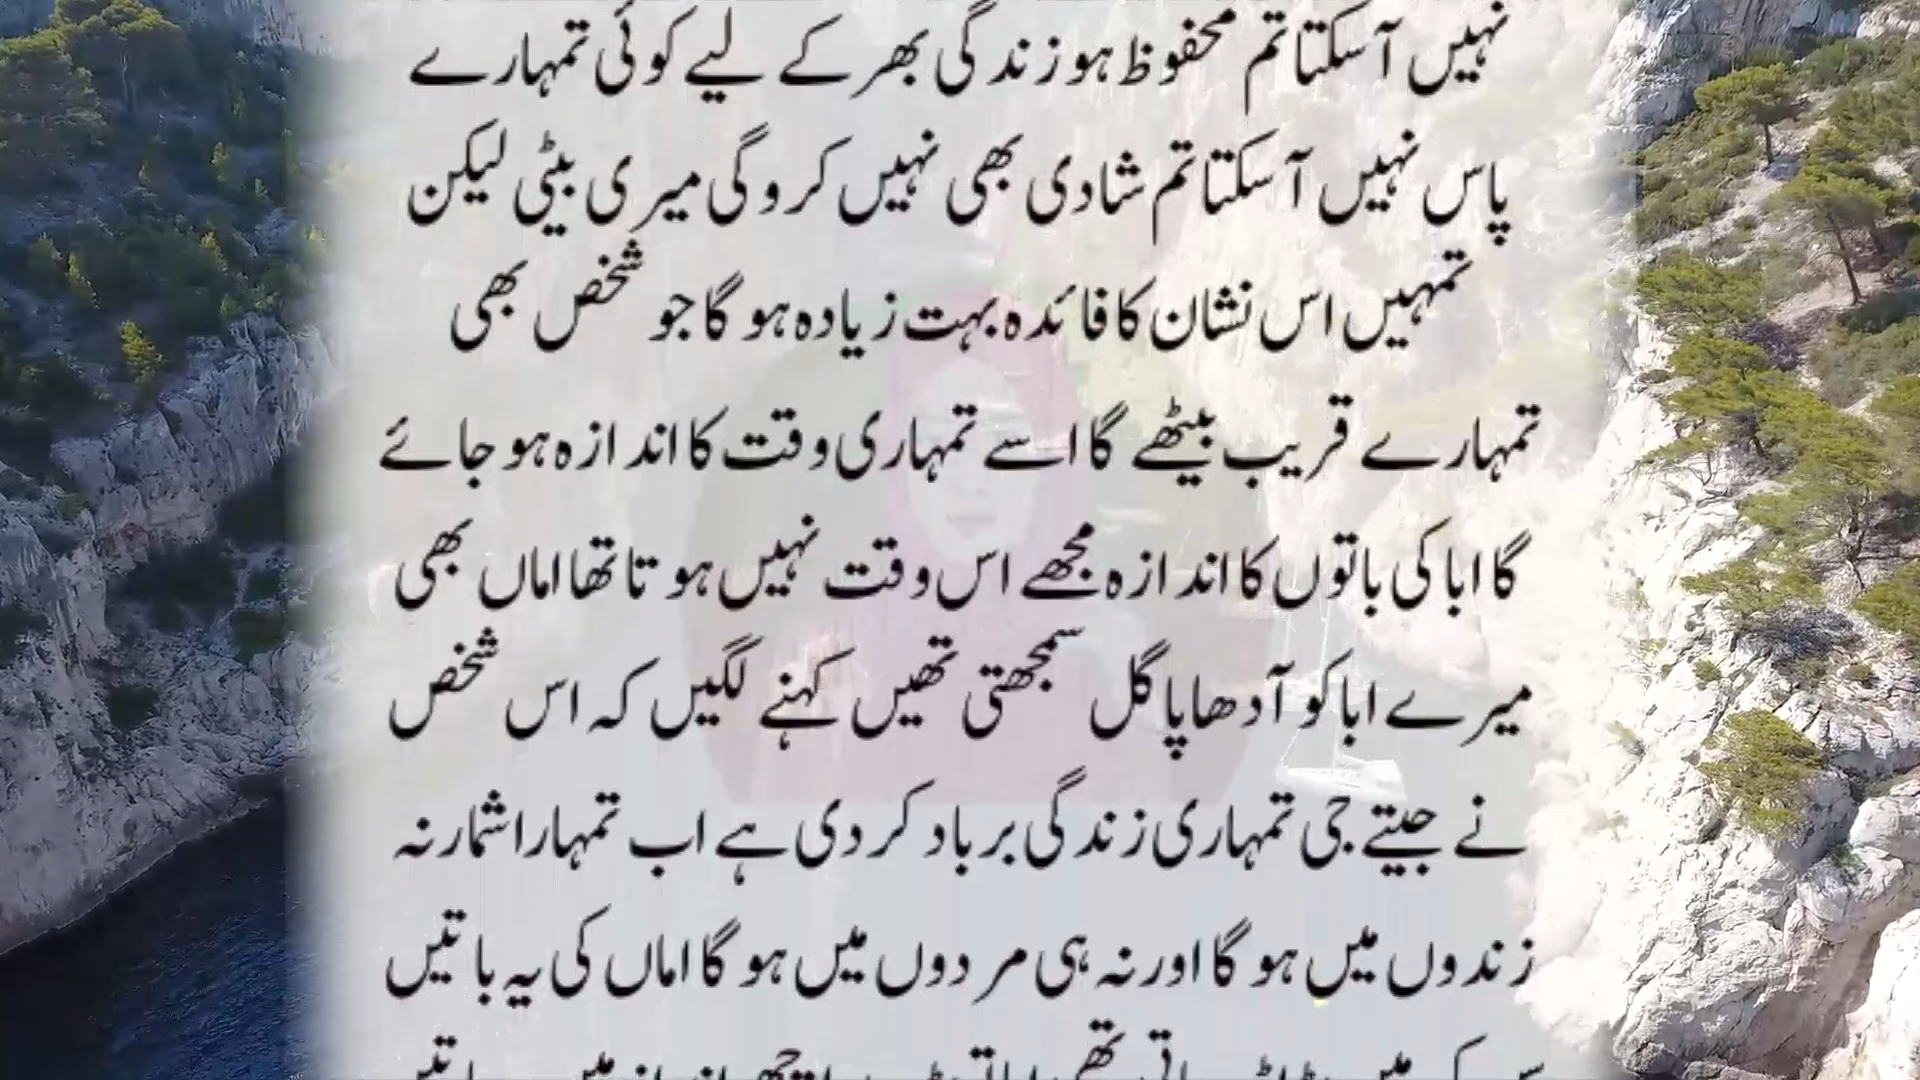 نہیں آسکتا تم محفوظ ہو زندگی بھر کے لیے کوئی تمہارے
پاس نہیں آسکتا تم شادی بھی نہیں کروگی میری بیٹی لیکن
تمہیں اس نشان کا فائدہ بہت زیادہ ہو گا جو شخص بھی
تمہارے قریب بیٹھے گا اسے تمہاری وقت کا اندازہ ہو جائے
گا ابا کی باتوں کا اندازہ مجھے اس وقت نہیں ہوتا تھا اماں بھی
میرے ابا کو آدھا پاگل سمجھتی تھیں کہنے لگیں کہ اس شخص
نے جیتے جی تمہاری زندگی برباد کر دی ہے اب تمہارا شمار نہ
زندوں میں ہو گا اور نہ ہی مردوں میں ہو گا اماں کی یہ باتیں